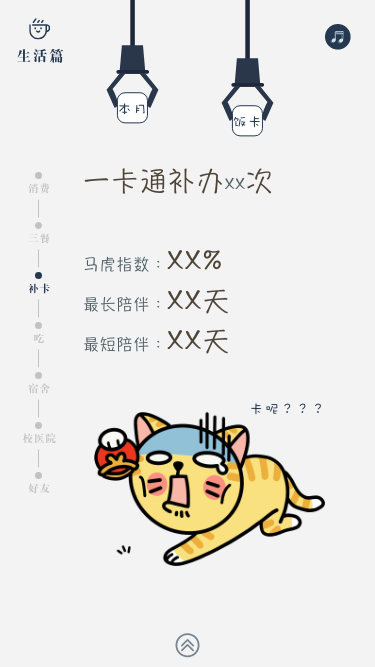 生活篇
本月
饭卡
一卡通补办xx次
消费
三餐
补卡
吃
宿舍
校医院
好友
马虎指数：XX%
最长陪伴：XX天
最短陪伴：XX天
卡呢？？？